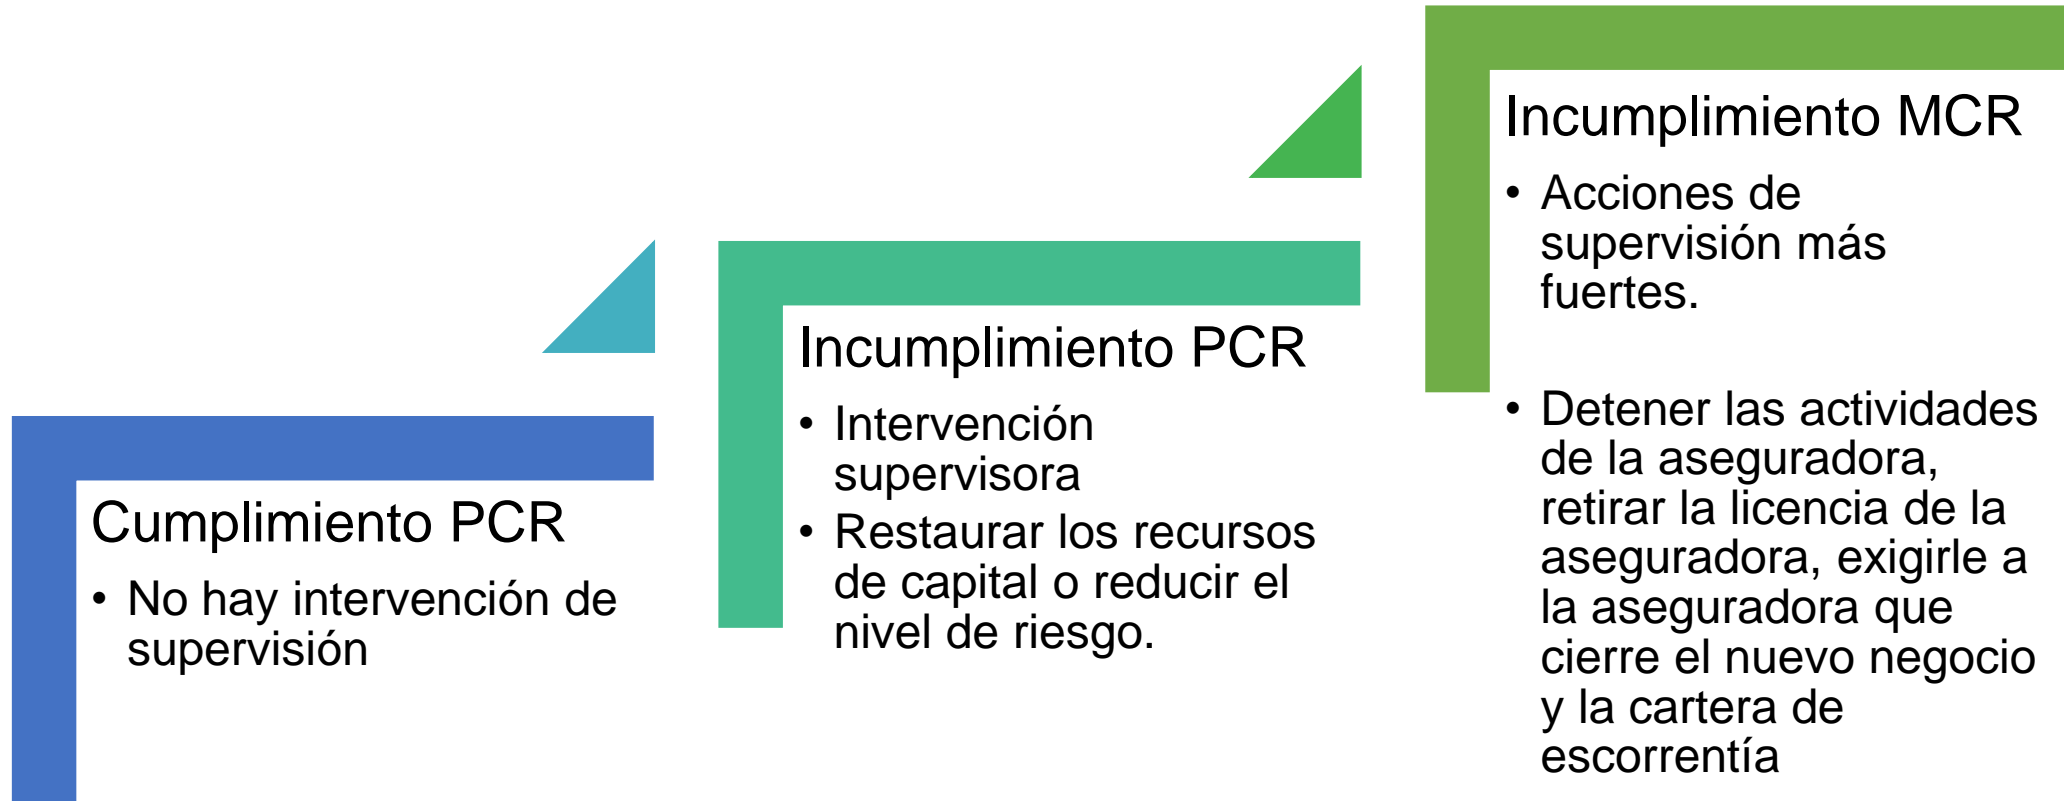 Cumplimiento PCR
• No hay intervención de
supervisión
Incumplimiento PCR
• Intervención
supervisora
• Restaurar los recursos
de capital o reducir el
nivel de riesgo.
Incumplimiento MCR
• Acciones de
supervisión más
fuertes.
• Detener las actividades
de la aseguradora,
retirar la licencia de la
aseguradora, exigirle a
la aseguradora que
cierre el nuevo negocio
y la cartera de
escorrentía